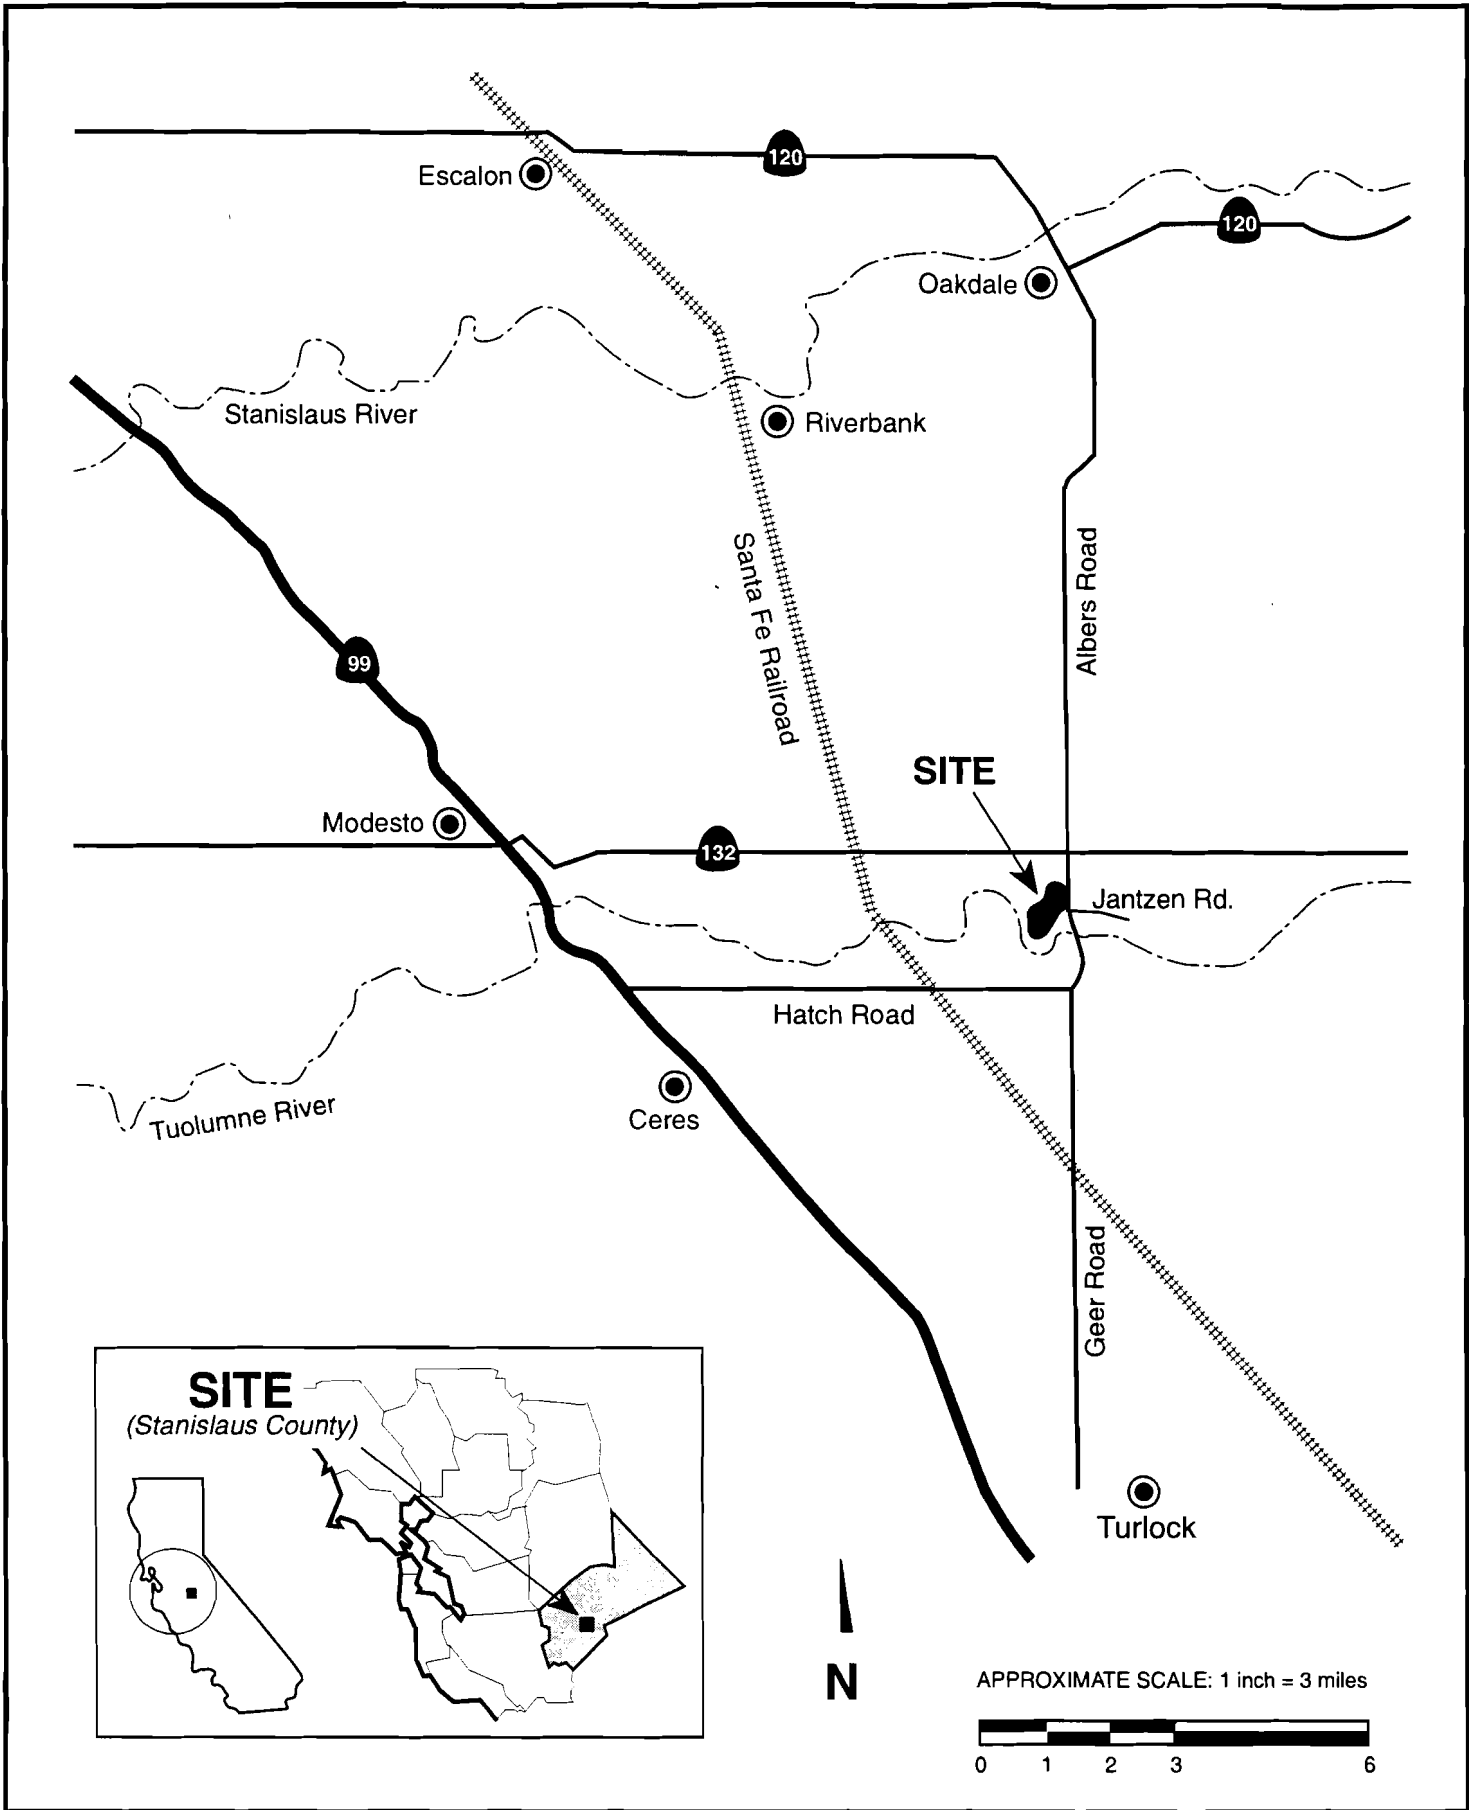 120
Escalon
120
Oakdale
Stanislaus River
Riverbank
Santa Fe Railroad
Albers Road
99
SITE
Modesto
132
Jantzen Rd.
Hatch Road
Tuolumne River
Ceres
Geer Road
SITE
(Stanislaus County)
Turlock
N
APPROXIMATE SCALE: 1 inch = 3 miles
0 1 2 3 6